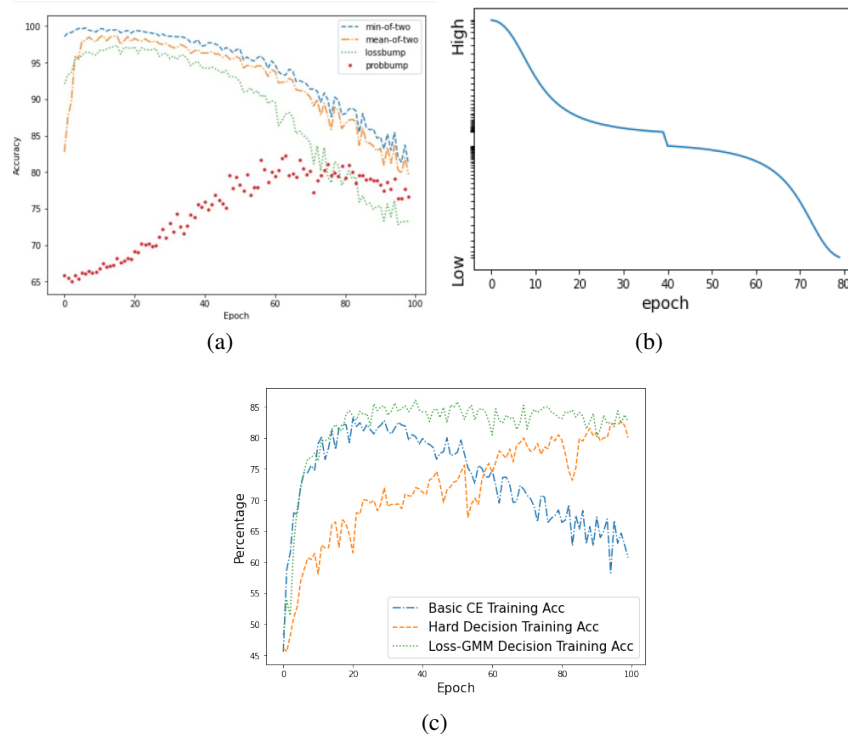 100
95
90
85
80
75
70
65
Accuracy
0 20 40 60 80 100
Epoch
min-of-two
mean-of-two
lossbump
probbump
(a)
High
Low
0 10 20 30 40 50 60 70 80
epoch
(b)
85
80
75
70
65
60
55
50
45
Percentage
0 20 40 60 80 100
Epoch
Basic CE Training Acc
Hard Decision Training Acc
Loss-GMM Decision Training Acc
(c)